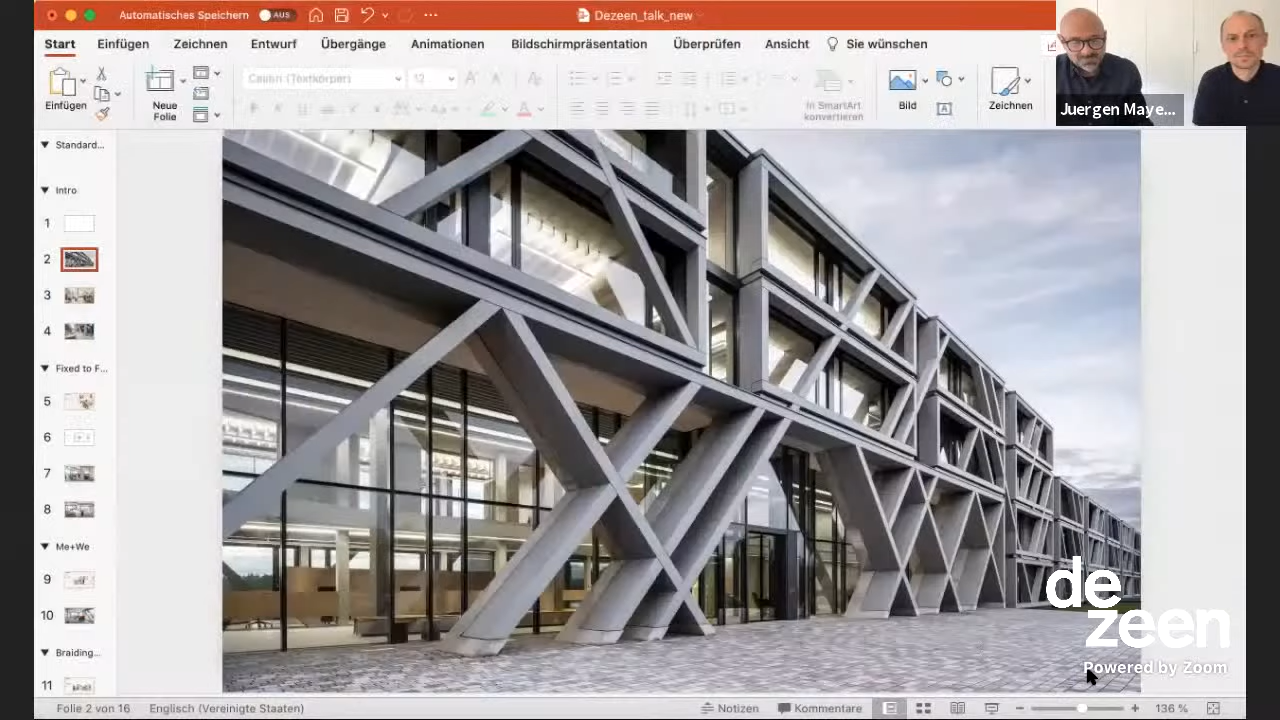 Automatisches Speichern AUS Dezeen_talk_new
Start Einfügen Zeichnen Entwurf Übergänge Animationen Bildschirmpräsentation Überprüfen Ansicht Sie wünschen
Calibri (Textkörper) 12
Einfügen
Neue
Folie
In SmartArt
konvertieren
Bild
Zeichnen
Juergen Maye...
Standard...
Intro
1
2
3
4
Fixed to F...
5
6
7
8
Me+We
9
10
Braiding...
11
de
zeen
Powered by Zoom
Folie 2 von 16 Englisch (Vereinigte Staaten) Notizen Kommentare 136 %